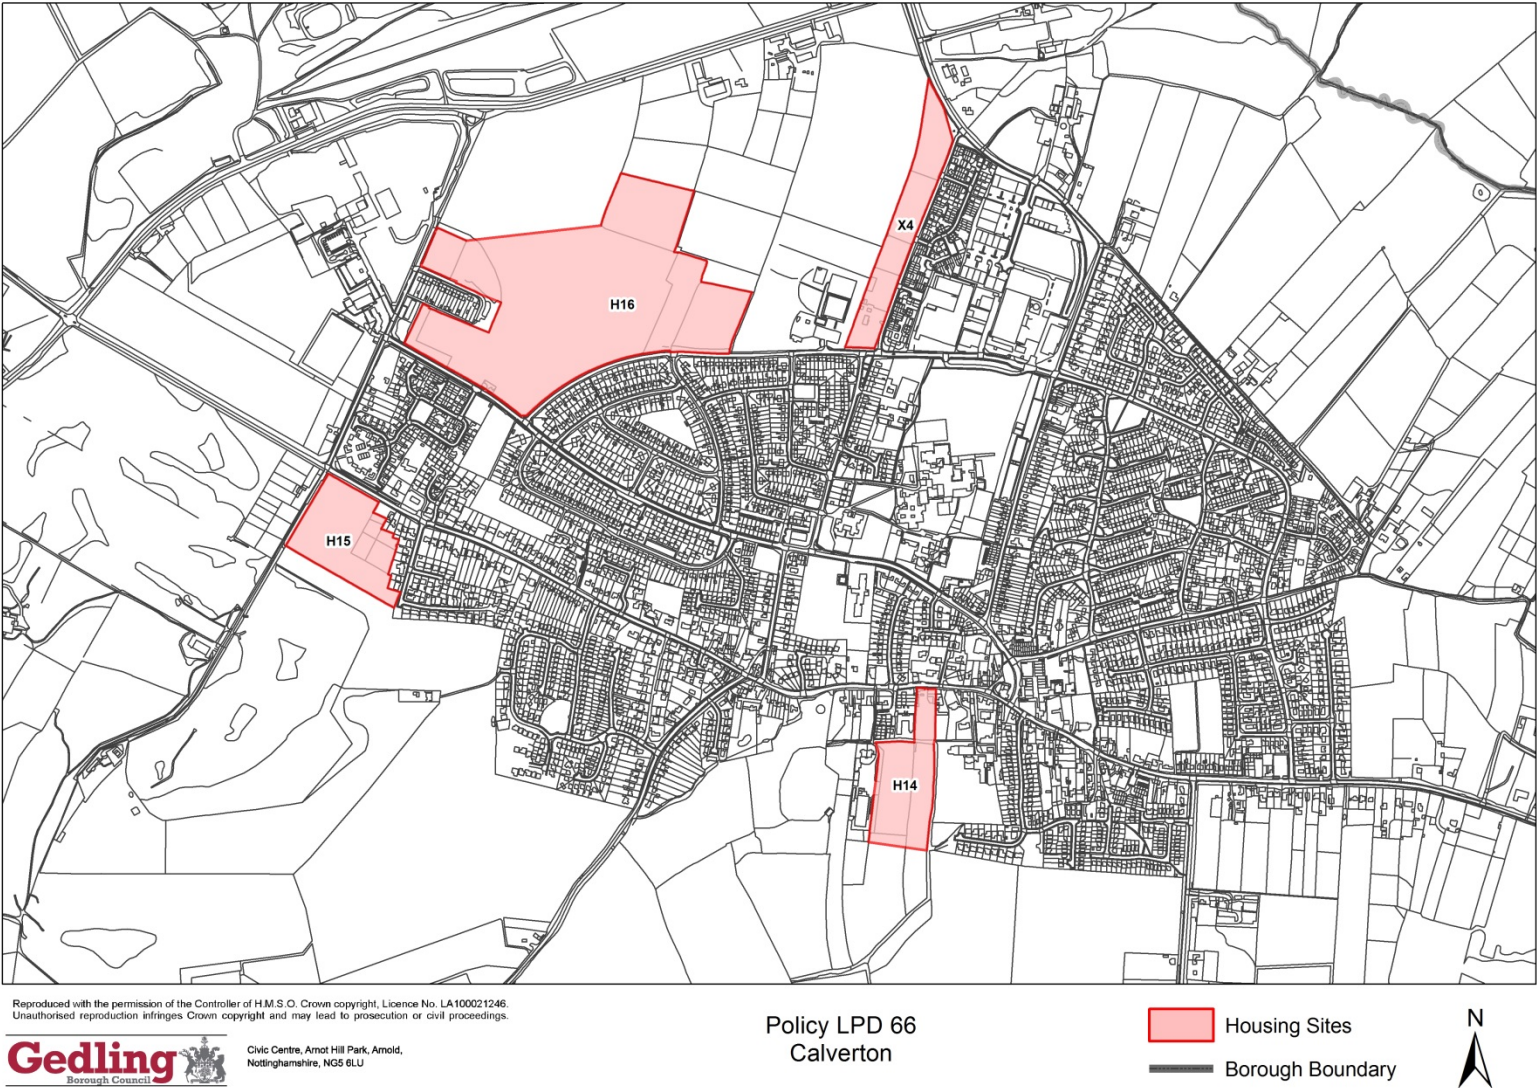 X4
H16
H15
H14
Reproduced with the permission of the Controller of H.M.S.O. Crown copyright, Licence No. LA100021246.
Unauthorised reproduction infringes Crown copyright and may lead to prosecution or civil proceedings.
Gedling
Borough Council
Civic Centre, Arnot Hill Park, Arnold,
Nottinghamshire, NG5 6LU
Policy LPD 66
Calverton
Housing Sites
Borough Boundary
N